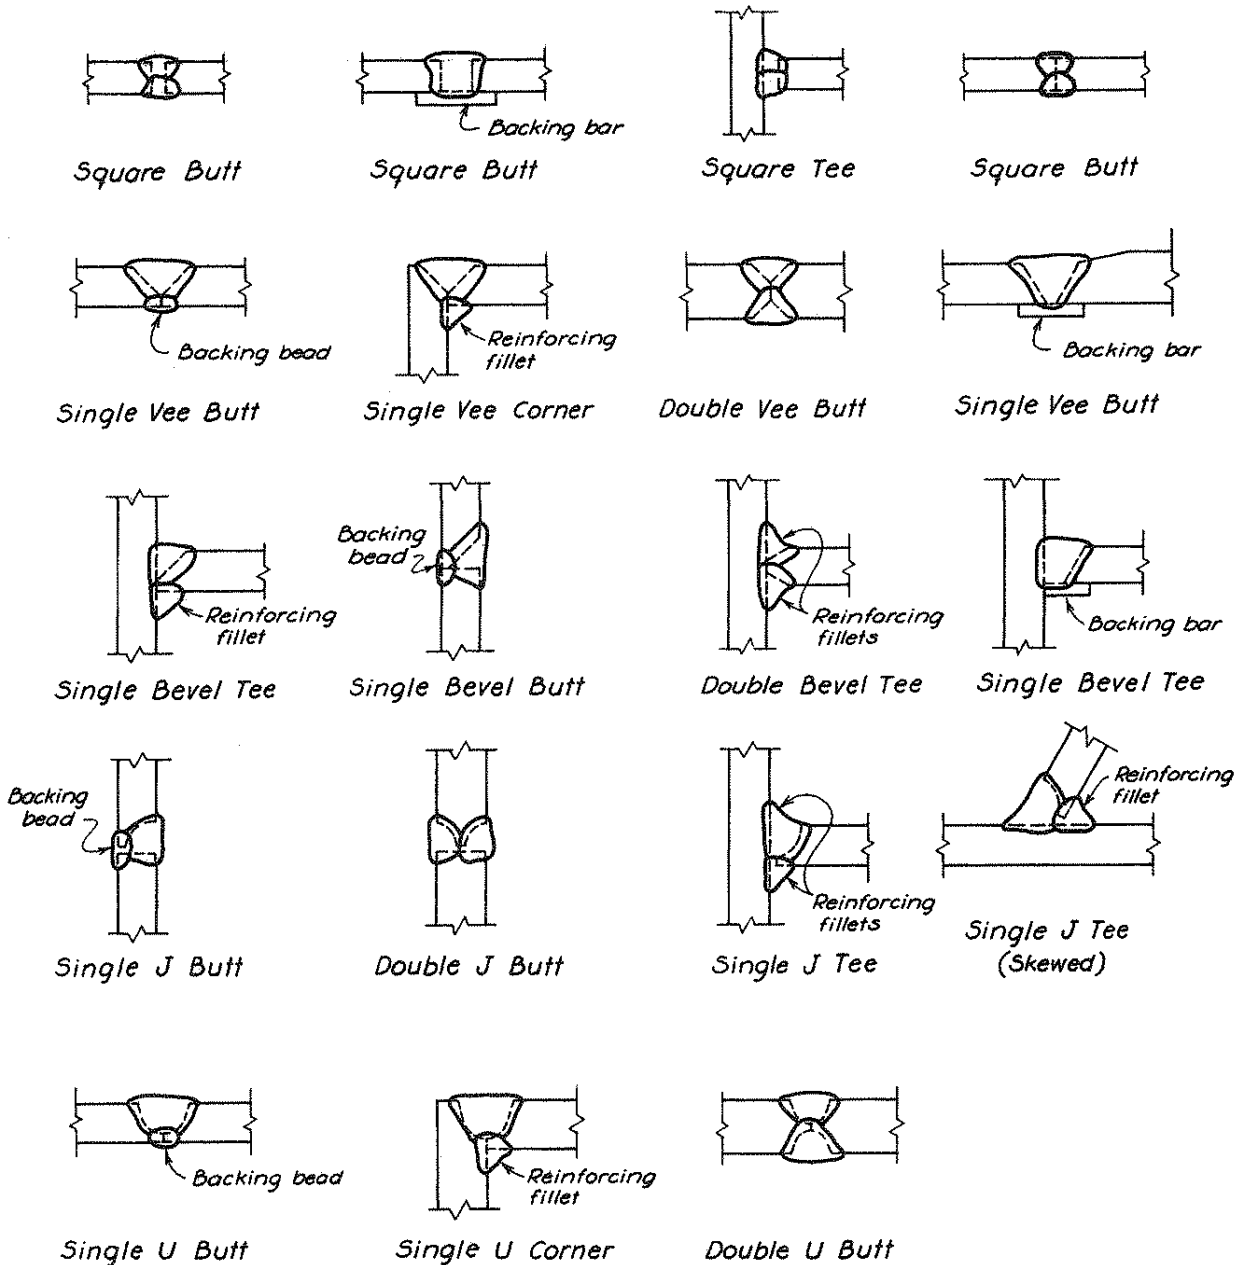 Backing bar
Square Butt
Square Butt
Square Tee
Square Butt
Backing bead
Reinforcing
fillet
Backing bar
Single Vee Butt
Single Vee Corner
Double Vee Butt
Single Vee Butt
Backing
bead
Reinforcing
fillet
Reinforcing
fillets
Backing bar
Single Bevel Tee
Single Bevel Butt
Double Bevel Tee
Single Bevel Tee
Backing
bead
Reinforcing
fillets
Reinforcing
fillet
Single J Butt
Double J Butt
Single J Tee
Single J Tee
(Skewed)
Backing bead
Reinforcing
fillet
Single U Butt
Single U Corner
Double U Butt